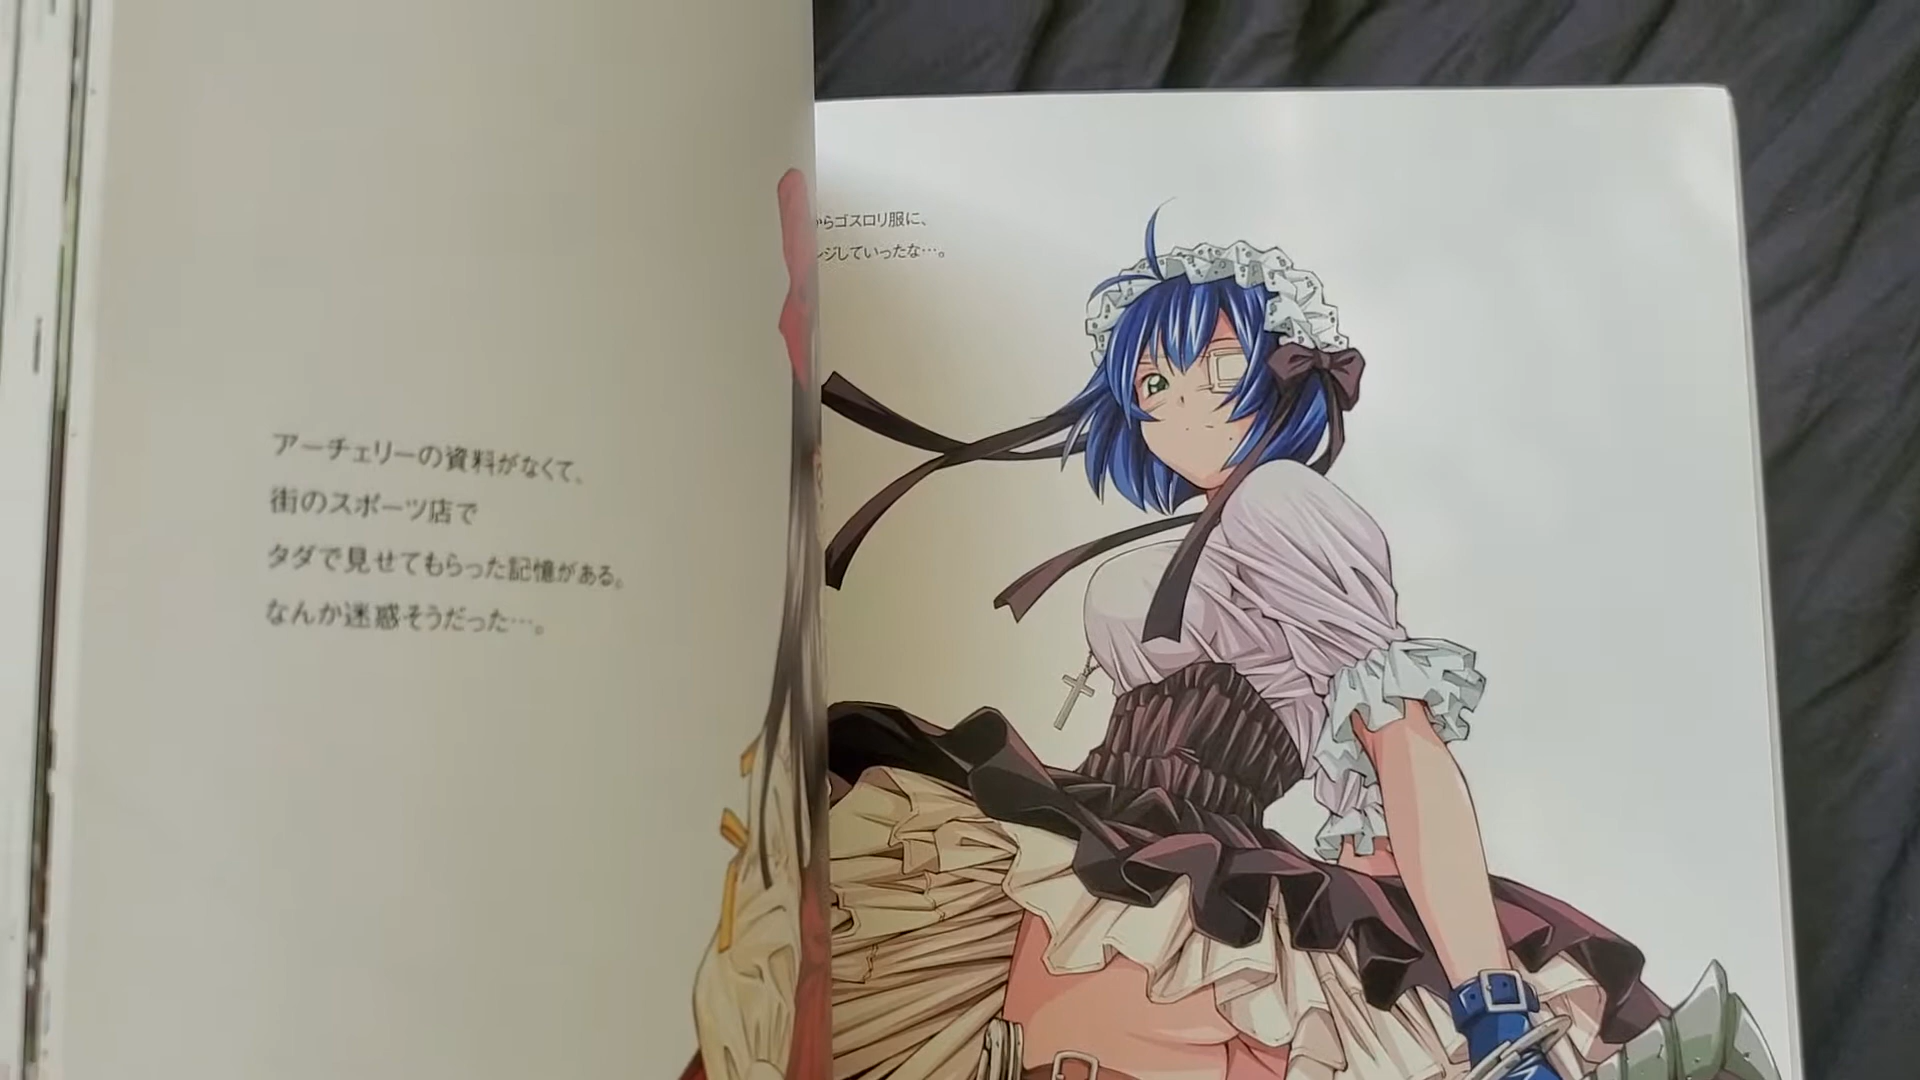 アーチェリーの資料がなくて、
街のスポーツ店で
タダで見せてもらった記憶がある。
なんか迷惑そうだった…。
からゴスロリ服に、
ンジしていったな…。